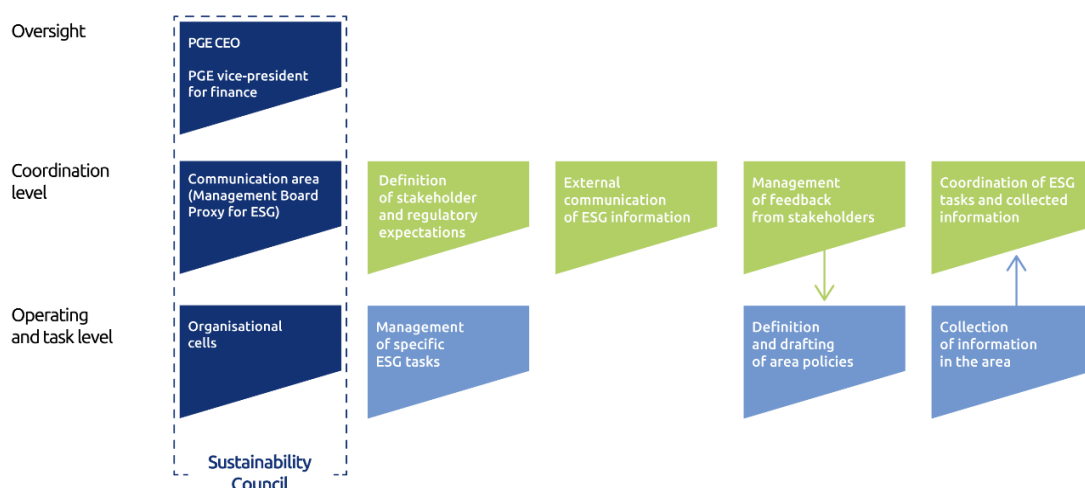 Oversight
PGE CEO
PGE vice-president
for finance
Coordination
level
Communication area
(Management Board
Proxy for ESG)
Definition
of stakeholder
and regulatory
expectations
External
communication
of ESG information
Management
of feedback
from stakeholders
Coordination of ESG
tasks and collected
information
Operating
and task level
Organisational
cells
Management
of specific
ESG tasks
Definition
and drafting
of area policies
Collection
of information
in the area
Sustainability
Council